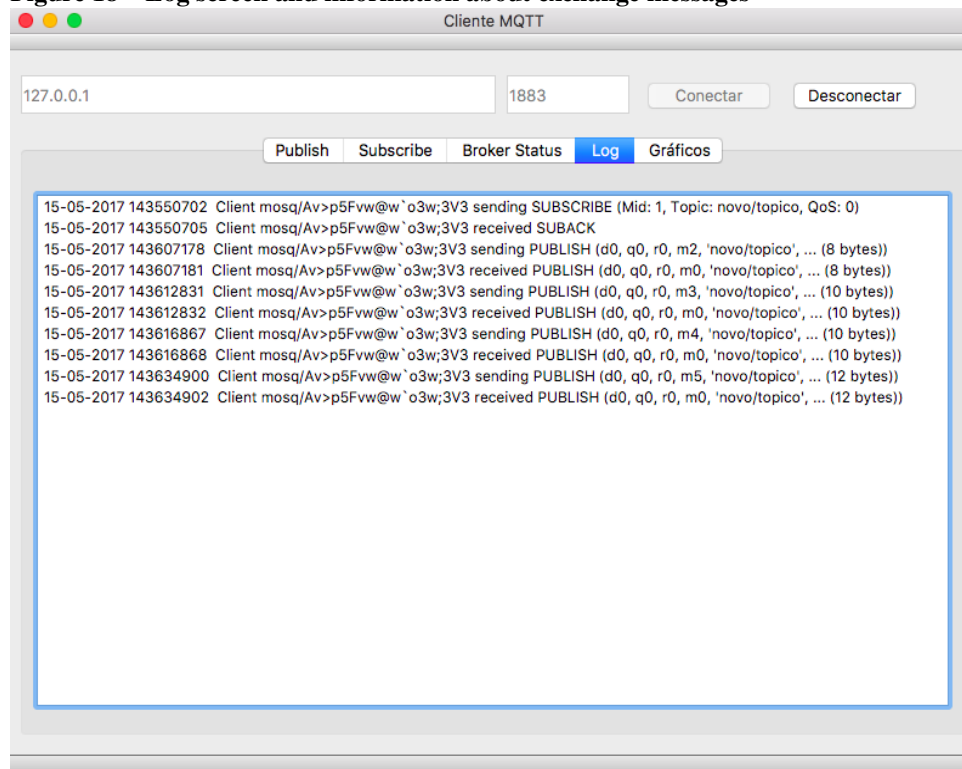 Cliente MQTT
127.0.0.1 1883 Conectar Desconectar
Publish Subscribe Broker Status Log Gráficos
15-05-2017 143550702 Client mosq/Av>p5Fvw@w`o3w;3V3 sending SUBSCRIBE (Mid: 1, Topic: novo/topico, QoS: 0)
15-05-2017 143550705 Client mosq/Av>p5Fvw@w`o3w;3V3 received SUBACK
15-05-2017 143607178 Client mosq/Av>p5Fvw@w`o3w;3V3 sending PUBLISH (d0, q0, r0, m2, 'novo/topico', ... (8 bytes))
15-05-2017 143607181 Client mosq/Av>p5Fvw@w`o3w;3V3 received PUBLISH (d0, q0, r0, m0, 'novo/topico', ... (8 bytes))
15-05-2017 143612831 Client mosq/Av>p5Fvw@w`o3w;3V3 sending PUBLISH (d0, q0, r0, m3, 'novo/topico', ... (10 bytes))
15-05-2017 143612832 Client mosq/Av>p5Fvw@w`o3w;3V3 received PUBLISH (d0, q0, r0, m0, 'novo/topico', ... (10 bytes))
15-05-2017 143616867 Client mosq/Av>p5Fvw@w`o3w;3V3 sending PUBLISH (d0, q0, r0, m4, 'novo/topico', ... (10 bytes))
15-05-2017 143616868 Client mosq/Av>p5Fvw@w`o3w;3V3 received PUBLISH (d0, q0, r0, m0, 'novo/topico', ... (10 bytes))
15-05-2017 143634900 Client mosq/Av>p5Fvw@w`o3w;3V3 sending PUBLISH (d0, q0, r0, m5, 'novo/topico', ... (12 bytes))
15-05-2017 143634902 Client mosq/Av>p5Fvw@w`o3w;3V3 received PUBLISH (d0, q0, r0, m0, 'novo/topico', ... (12 bytes))